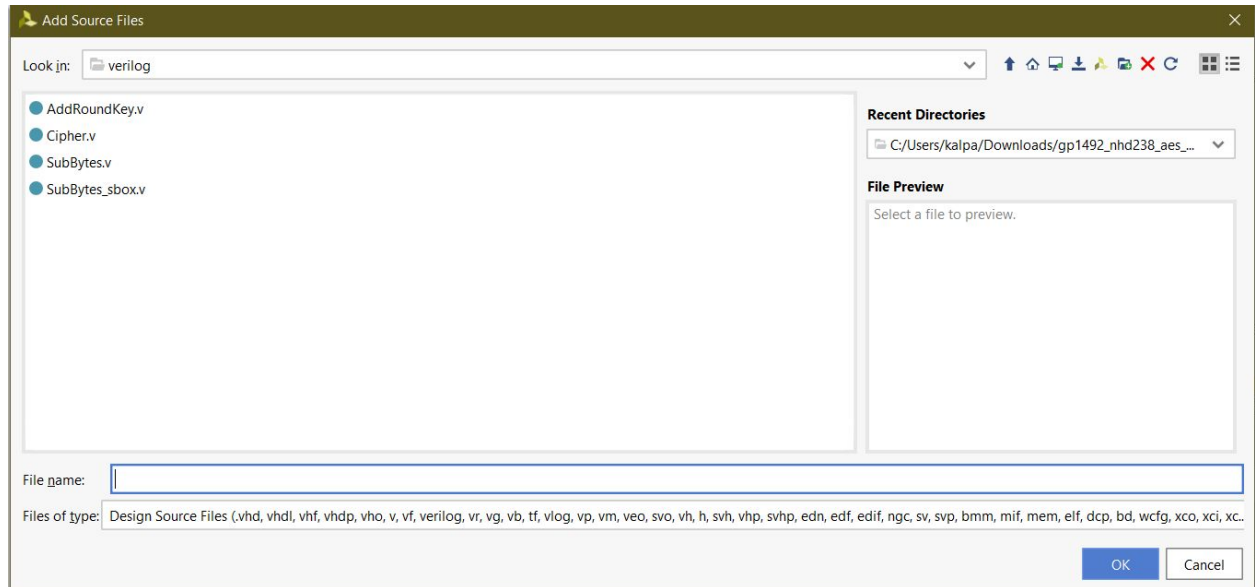 Add Source Files
Look in: verilog
AddRoundKey.v
Cipher.v
SubBytes.v
SubBytes_sbox.v
Recent Directories
C:/Users/kalpa/Downloads/gp1492_nhd238_aes_...
File Preview
Select a file to preview.
File name:
Files of type: Design Source Files (.vhd, vhdl, vhf, vhdp, vho, v, vf, verilog, vr, vg, vb, tf, vlog, vp, vm, veo, svo, vh, h, svh, vhp, svhp, edn, edf, edif, ngc, sv, svp, bmm, mif, mem, elf, dcp, bd, wcfg, xco, xci, xc..
OK Cancel